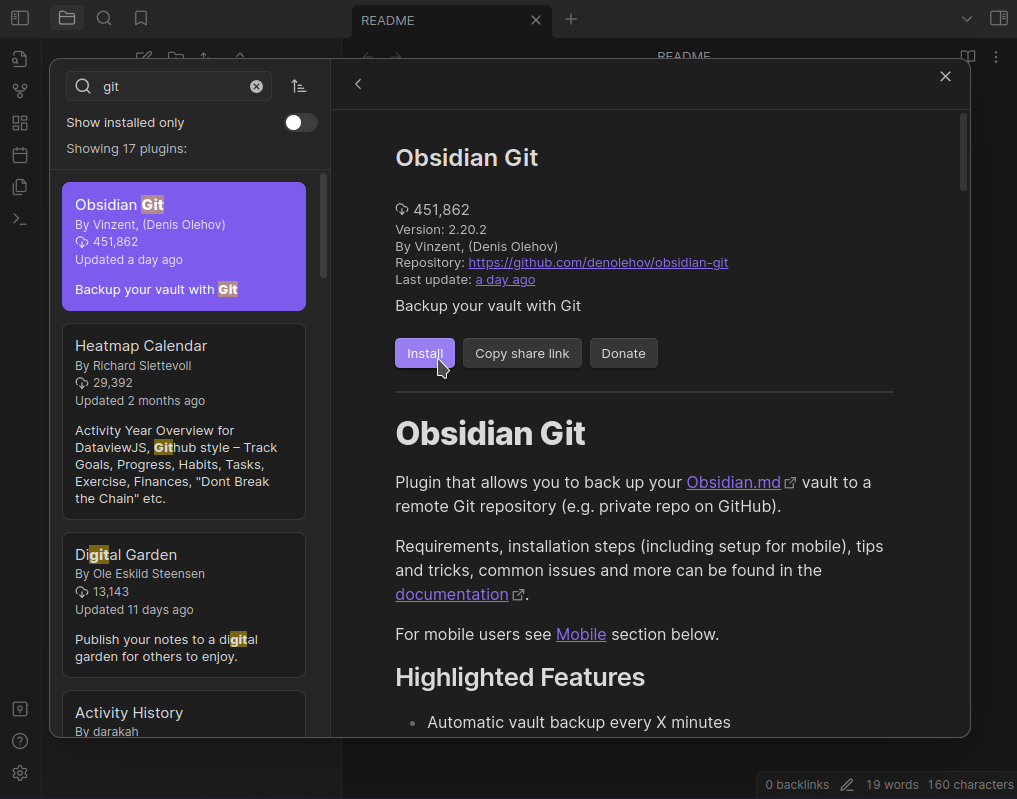 README
README
git
Show installed only
Showing 17 plugins:
Obsidian Git
By Vinzent, (Denis Olehov)
451,862
Updated a day ago
Backup your vault with Git
Heatmap Calendar
By Richard Slettevoll
29,392
Updated 2 months ago
Activity Year Overview for
DataviewJS, Github style – Track
Goals, Progress, Habits, Tasks,
Exercise, Finances, "Dont Break
the Chain" etc.
Digital Garden
By Ole Eskild Steensen
13,143
Updated 11 days ago
Publish your notes to a digital
garden for others to enjoy.
Activity History
By darakah
Obsidian Git
451,862
Version: 2.20.2
By Vinzent, (Denis Olehov)
Repository: https://github.com/denolehov/obsidian-git
Last update: a day ago
Backup your vault with Git
Install
Copy share link
Donate
Obsidian Git
Plugin that allows you to back up your Obsidian.md vault to a
remote Git repository (e.g. private repo on GitHub).
Requirements, installation steps (including setup for mobile), tips
and tricks, common issues and more can be found in the
documentation.
For mobile users see Mobile section below.
Highlighted Features
• Automatic vault backup every X minutes
0 backlinks
19 words
160 characters